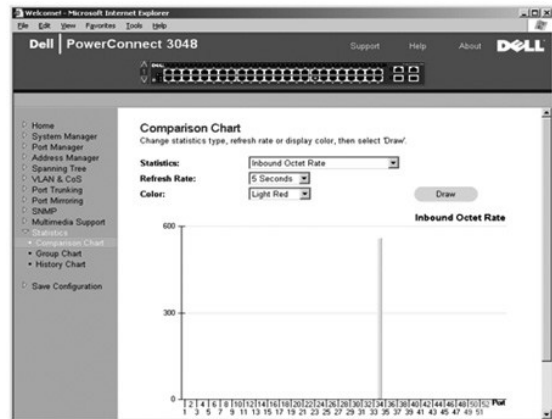 Welcome! - Microsoft Internet Explorer
File Edit View Favorites Tools Help
Dell PowerConnect 3048
Support Help About DELL
Home
System Manager
Port Manager
Address Manager
Spanning Tree
VLAN & CoS
Port Trunking
Port Mirroring
SNMP
Multimedia Support
Statistics
Comparison Chart
Group Chart
History Chart
Save Configuration
Comparison Chart
Change statistics type, refresh rate or display color, then select 'Draw'.
Statistics: Inbound Octet Rate
Refresh Rate: 5 Seconds
Color: Light Red
Draw
Inbound Octet Rate
600
300
0
2 4 6 8 10 12 14 16 18 20 22 24 26 28 30 32 34 36 38 40 42 44 46 48 50 52 Port
1 3 5 7 9 11 13 15 17 19 21 23 25 27 29 31 33 35 37 39 41 43 45 47 49 51